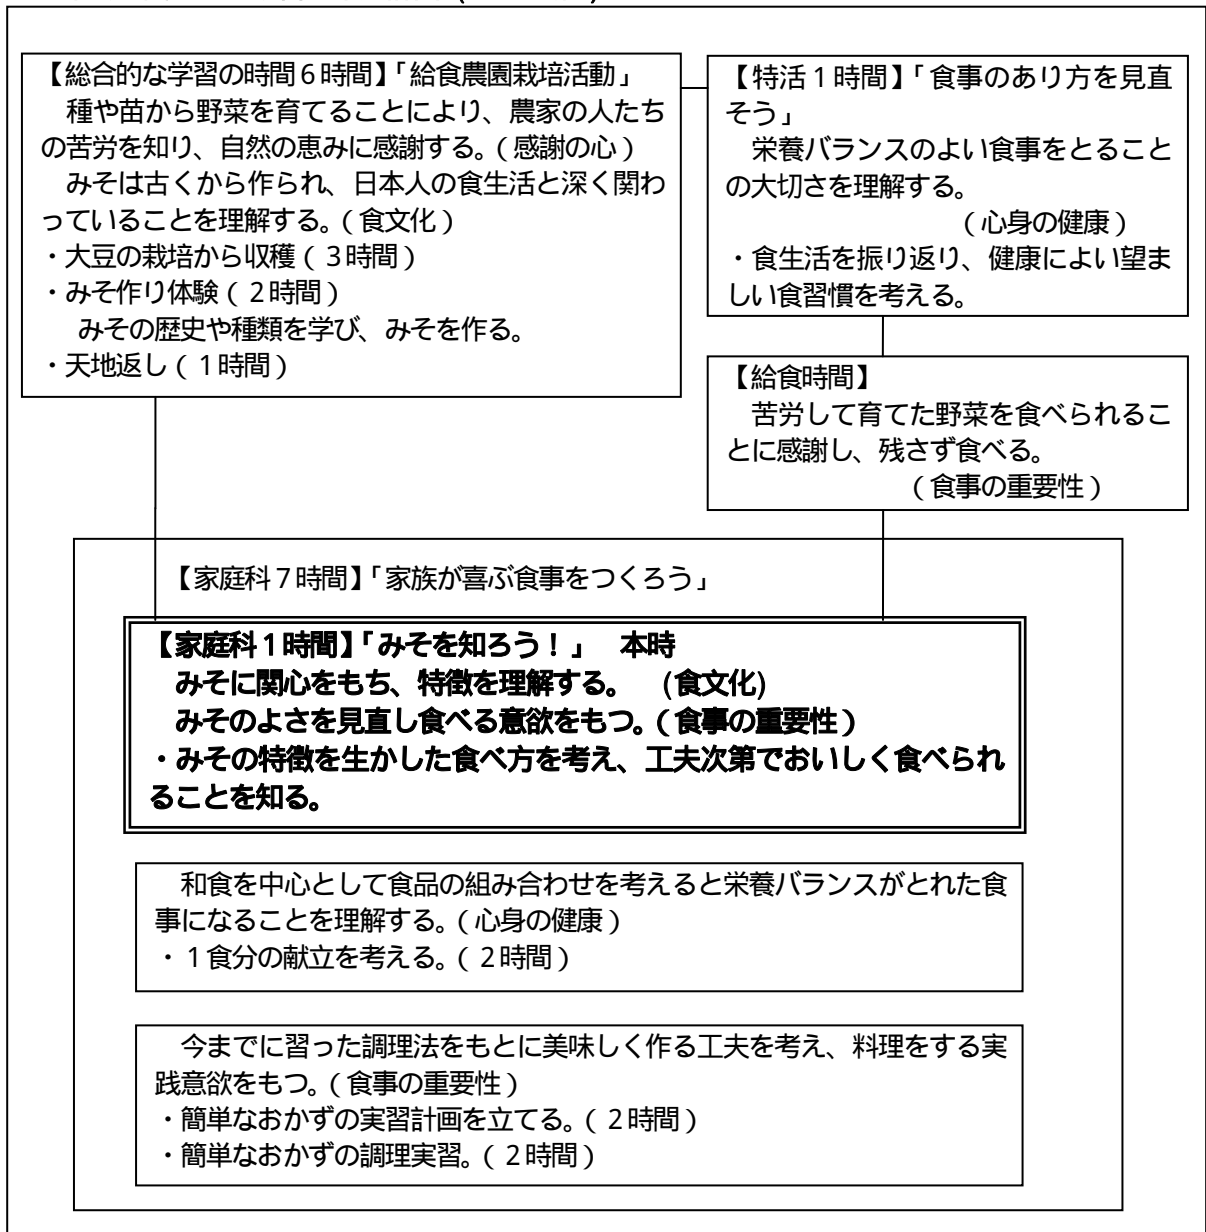 【総合的な学習の時間６時間】「給食農園栽培活動」
種や苗から野菜を育てることにより、農家の人たち
の苦労を知り、自然の恵みに感謝する。（感謝の心）
みそは古くから作られ、日本人の食生活と深く関わ
っていることを理解する。（食文化）
・大豆の栽培から収穫（３時間）
・みそ作り体験（２時間）
みその歴史や種類を学び、みそを作る。
・天地返し（１時間）
【特活１時間】「食事のあり方を見直
そう」
栄養バランスのよい食事をとること
の大切さを理解する。
（心身の健康）
・食生活を振り返り、健康によい望ま
しい食習慣を考える。
【給食時間】
苦労して育てた野菜を食べられるこ
とに感謝し、残さず食べる。
（食事の重要性）
【家庭科７時間】「家族が喜ぶ食事をつくろう」
【家庭科１時間】「みそを知ろう！」　本時
みそに関心をもち、特徴を理解する。　(食文化)
みそのよさを見直し食べる意欲をもつ。（食事の重要性）
・みその特徴を生かした食べ方を考え、工夫次第でおいしく食べられ
ることを知る。
和食を中心として食品の組み合わせを考えると栄養バランスがとれた食
事になることを理解する。（心身の健康）
・１食分の献立を考える。（２時間）
今までに習った調理法をもとに美味しく作る工夫を考え、料理をする実
践意欲をもつ。（食事の重要性）
・簡単なおかずの実習計画を立てる。（２時間）
・簡単なおかずの調理実習。（２時間）